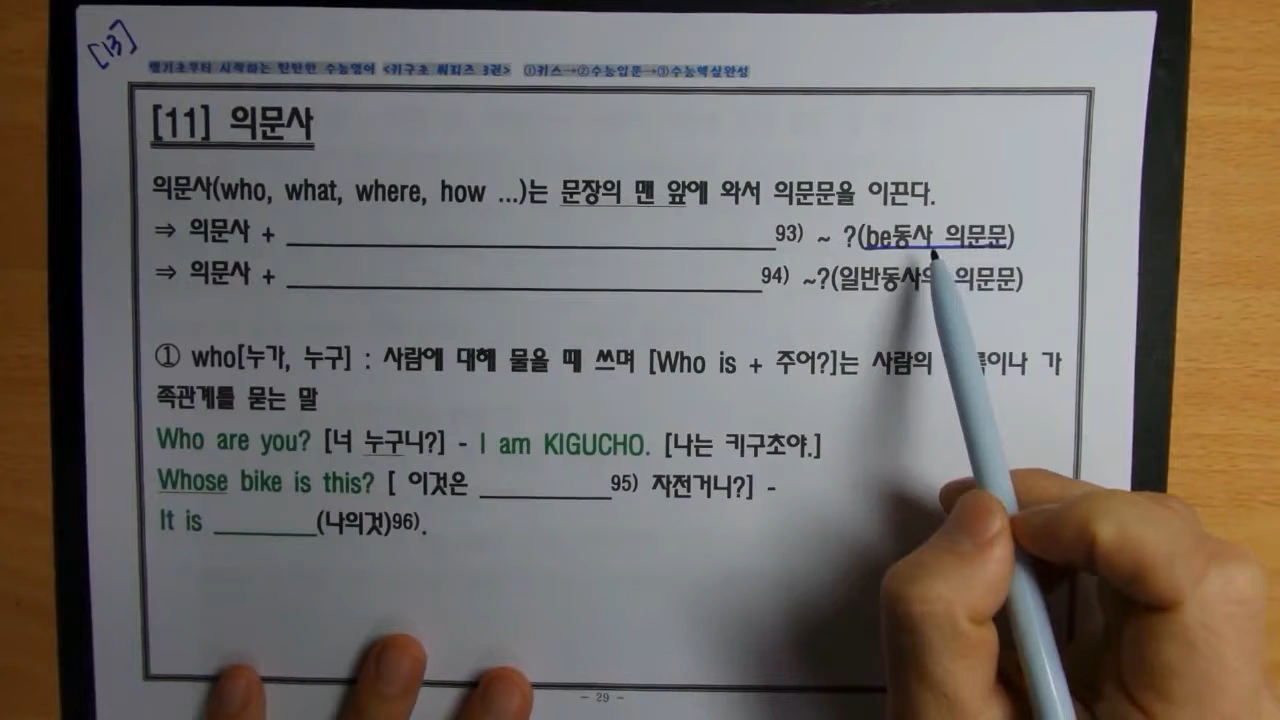 [13]
쌩기초부터 시작하는 탄탄한 수능영어 <키구초 씨리즈 3권> ①키스→②수능입문→③수능핵심완성
[11] 의문사
의문사(who, what, where, how ...)는 문장의 맨 앞에 와서 의문문을 이끈다.
⇒ 의문사 + ____________________93) ~ ?(be동사 의문문)
⇒ 의문사 + ____________________94) ~?(일반동사의 의문문)
① who[누가, 누구] : 사람에 대해 물을 때 쓰며 [Who is + 주어?]는 사람의 이나 가
족관계를 묻는 말
Who are you? [너 누구니?] - I am KIGUCHO. [나는 키구초야.]
Whose bike is this? [ 이것은 __________95) 자전거니?] -
It is ________(나의것)96).
- 29 -